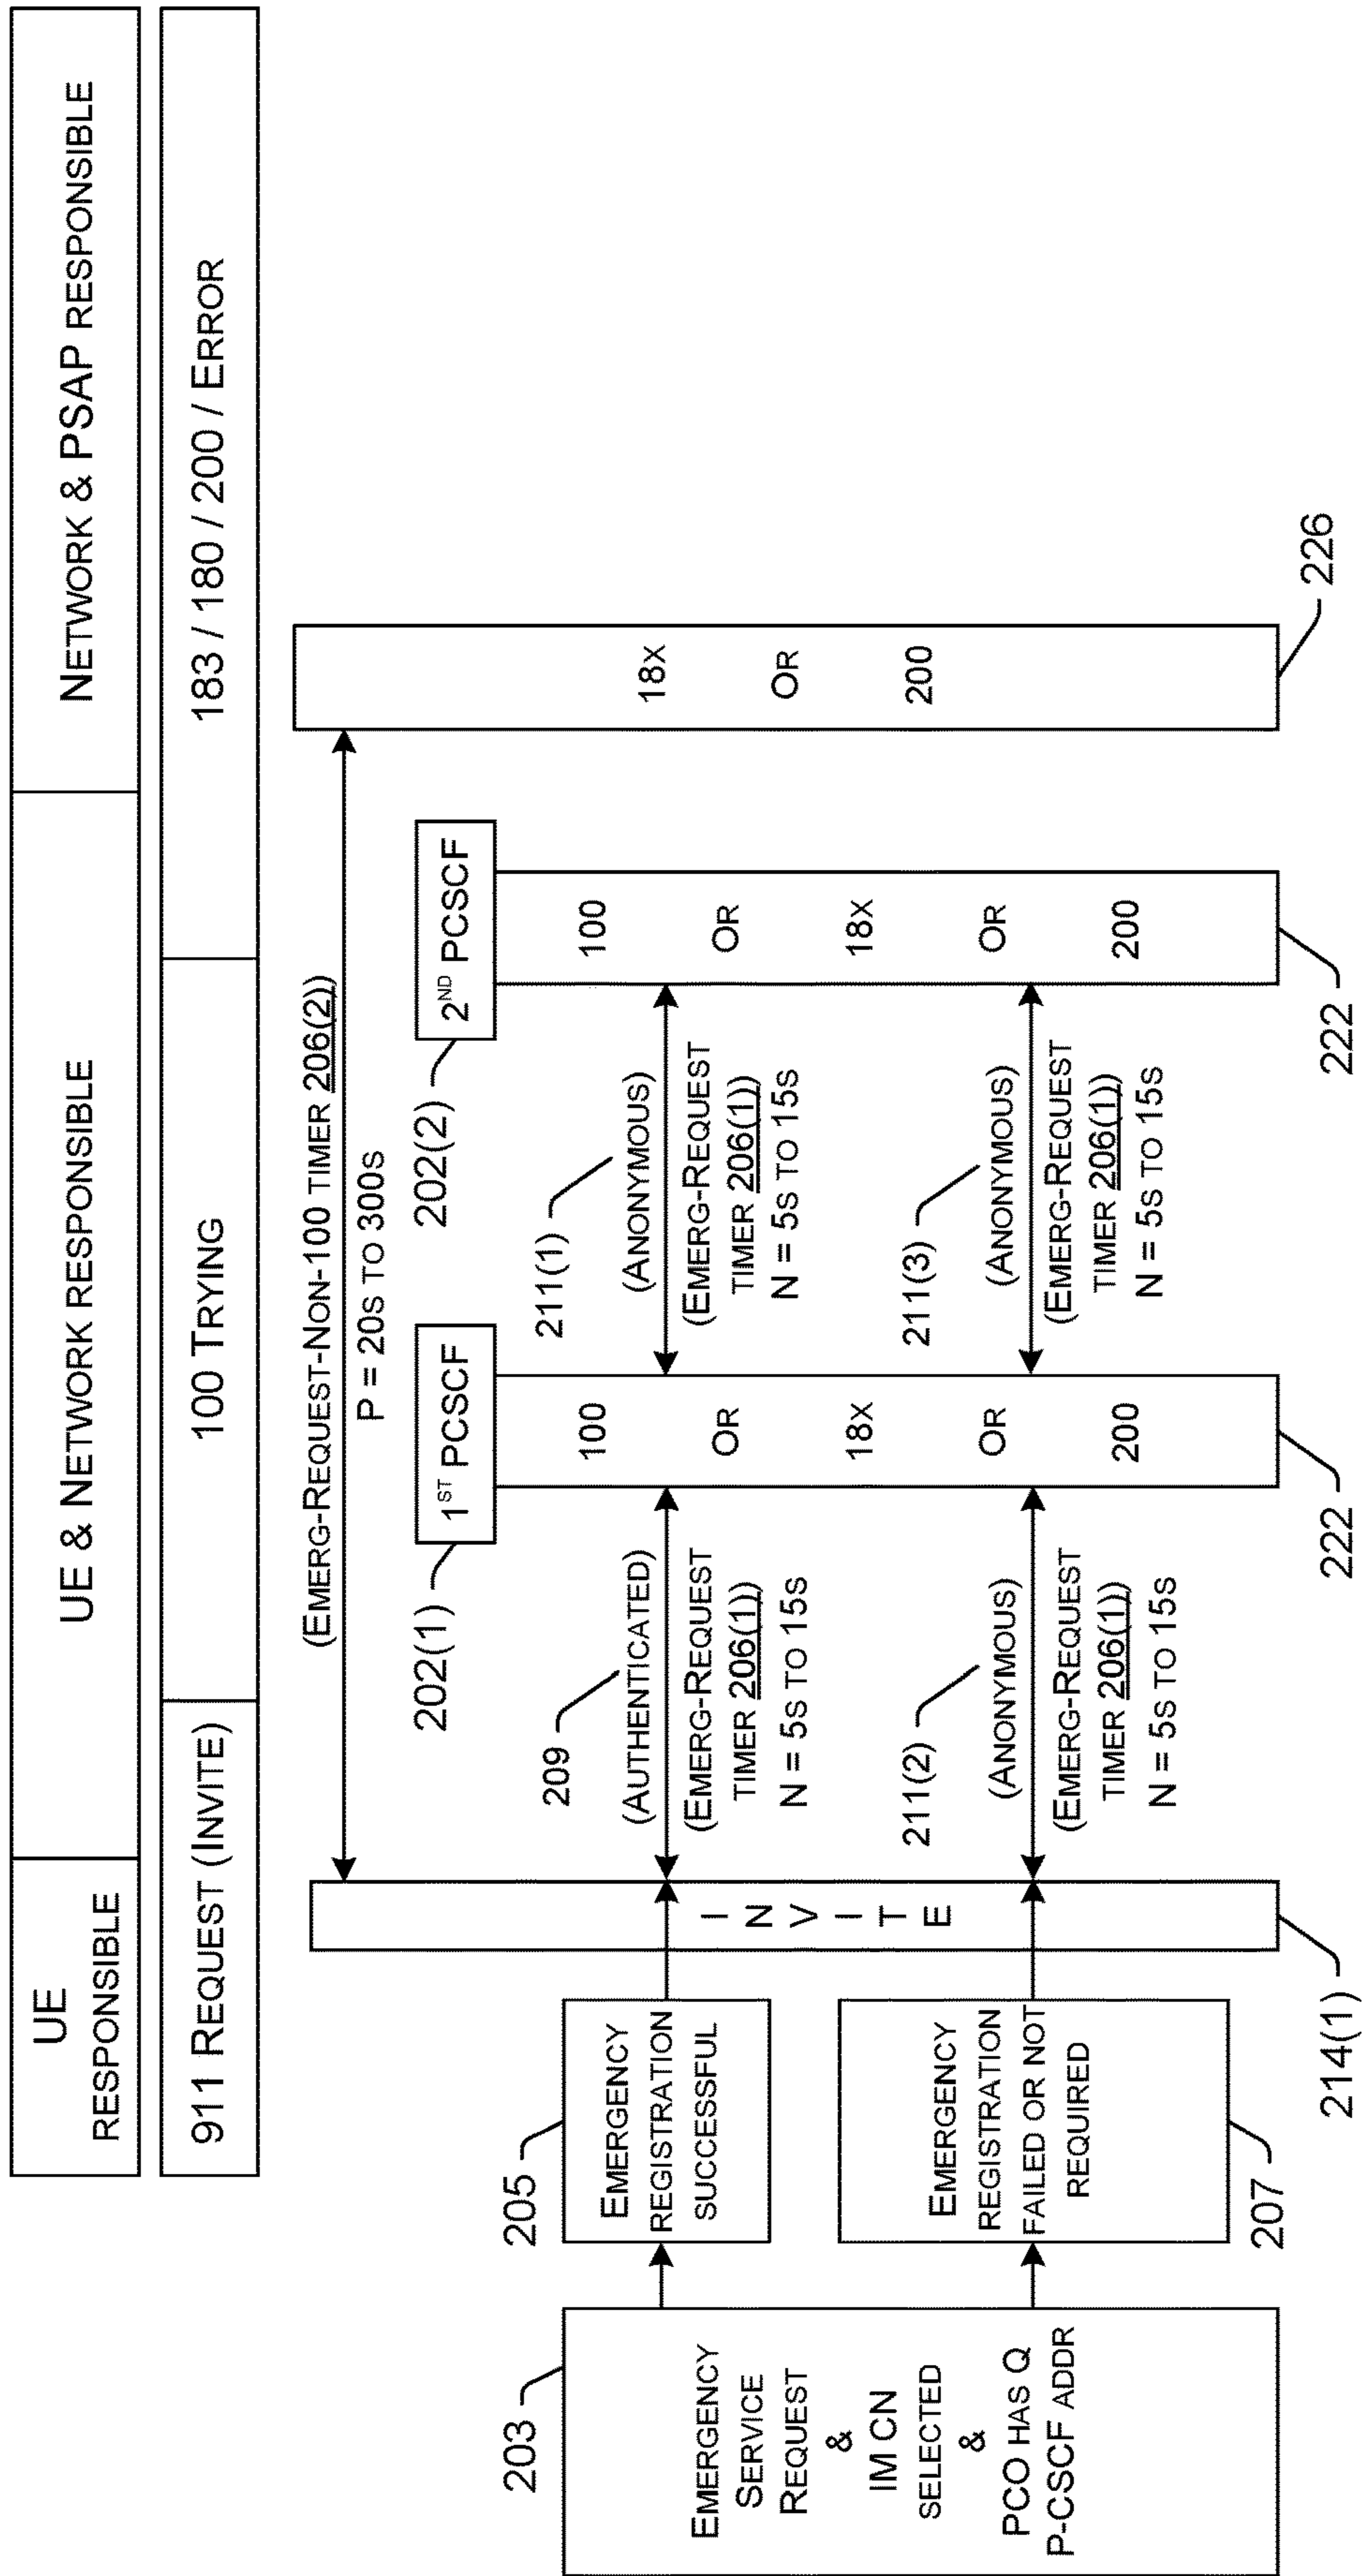 UE
RESPONSIBLE
UE & NETWORK RESPONSIBLE
NETWORK & PSAP RESPONSIBLE
911 REQUEST (INVITE)
100 TRYING
183 / 180 / 200 / ERROR
(EMERG-REQUEST-NON-100 TIMER 206(2))
P = 20S TO 300S
203
EMERGENCY
SERVICE
REQUEST
&
IM CN
SELECTED
&
PCO HAS Q
P-CSCF ADDR
205
EMERGENCY
REGISTRATION
SUCCESSFUL
EMERGENCY
REGISTRATION
FAILED OR NOT
REQUIRED
207
INVITE
214(1)
209
(AUTHENTICATED)
(EMERG-REQUEST
TIMER 206(1))
N = 5S TO 15S
211(2)
(ANONYMOUS)
(EMERG-REQUEST
TIMER 206(1))
N = 5S TO 15S
202(1)
1ST PCSCF
100
OR
18X
OR
200
222
211(1)
(ANONYMOUS)
(EMERG-REQUEST
TIMER 206(1))
N = 5S TO 15S
211(3)
(ANONYMOUS)
(EMERG-REQUEST
TIMER 206(1))
N = 5S TO 15S
202(2)
2ND PCSCF
100
OR
18X
OR
200
222
18X
OR
200
226